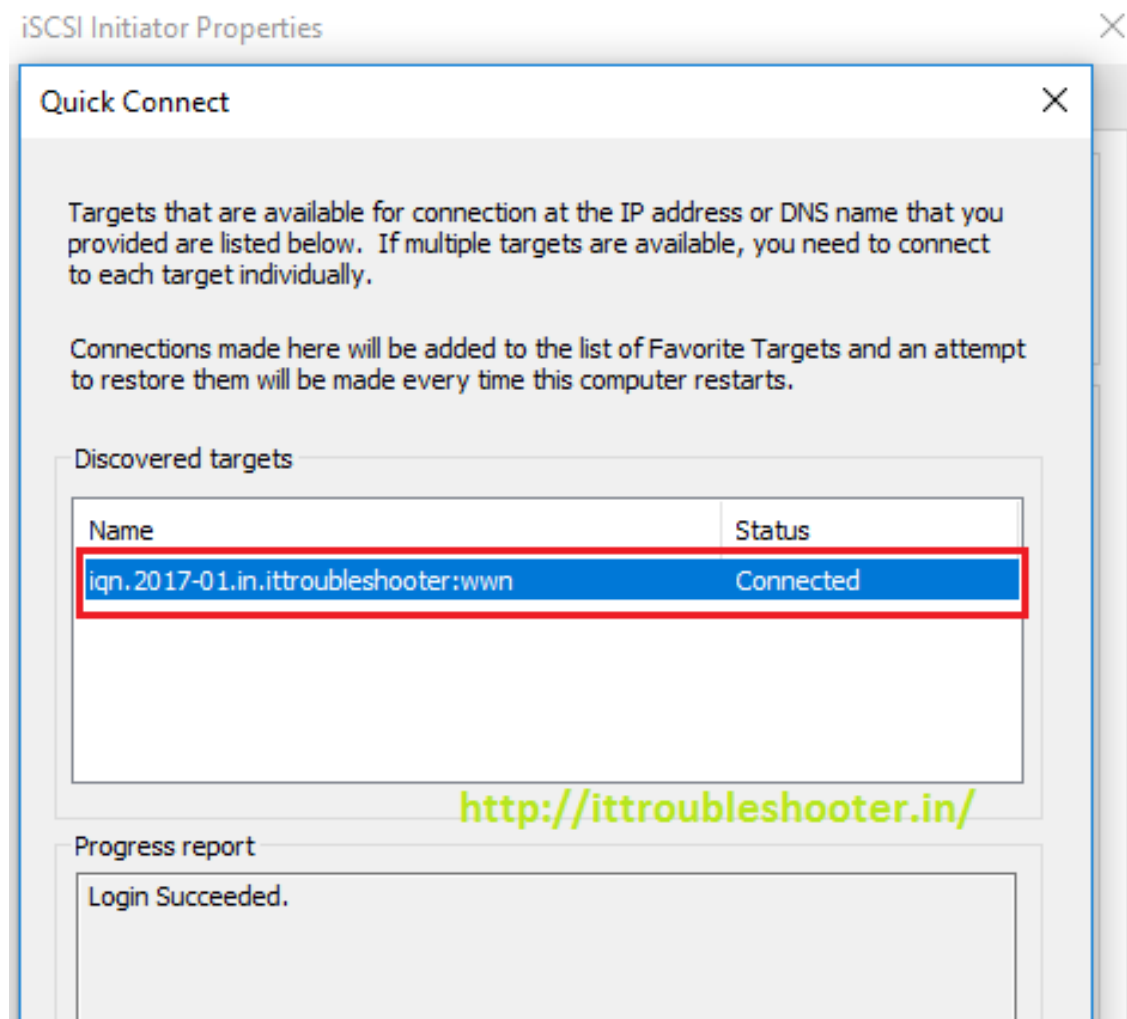 iSCSI Initiator Properties
Quick Connect
Targets that are available for connection at the IP address or DNS name that you
provided are listed below.  If multiple targets are available, you need to connect
to each target individually.
Connections made here will be added to the list of Favorite Targets and an attempt
to restore them will be made every time this computer restarts.
Discovered targets
Name Status
iqn.2017-01.in.ittroubleshooter:wwn Connected
http://ittroubleshooter.in/
Progress report
Login Succeeded.